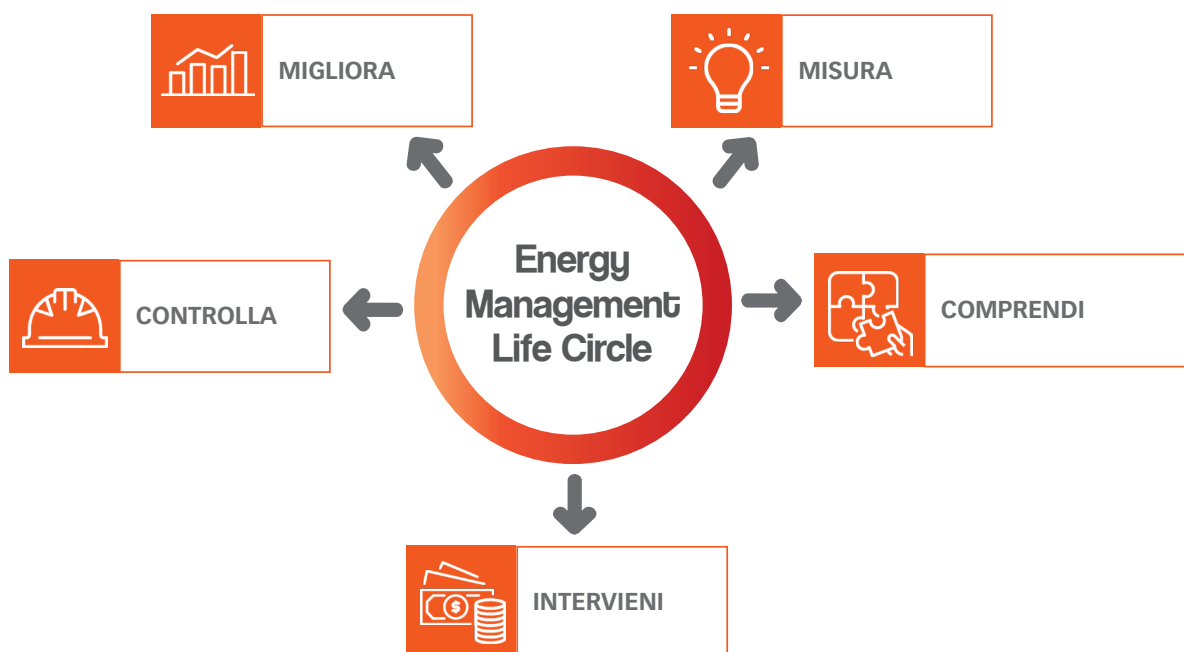 MIGLIORA
MISURA
Energy
Management
Life Circle
CONTROLLA
COMPRENDI
INTERVIENI